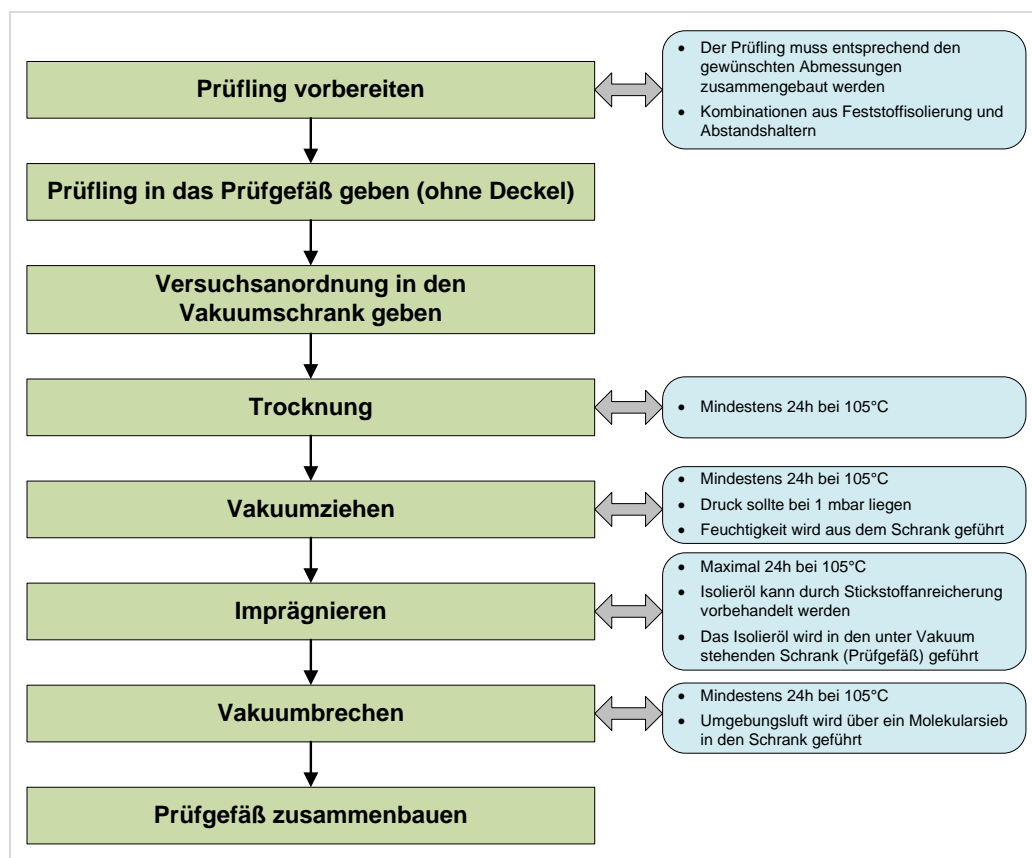 Prüfling vorbereiten
• Der Prüfling muss entsprechend den
gewünschten Abmessungen
zusammengebaut werden
• Kombinationen aus Feststoffisolierung und
Abstandshaltern
Prüfling in das Prüfgefäß geben (ohne Deckel)
Versuchsanordnung in den
Vakuumschrank geben
Trocknung
• Mindestens 24h bei 105°C
Vakuumziehen
• Mindestens 24h bei 105°C
• Druck sollte bei 1 mbar liegen
• Feuchtigkeit wird aus dem Schrank geführt
Imprägnieren
• Maximal 24h bei 105°C
• Isolieröl kann durch Stickstoffanreicherung
vorbehandelt werden
• Das Isolieröl wird in den unter Vakuum
stehenden Schrank (Prüfgefäß) geführt
Vakuumbrechen
• Mindestens 24h bei 105°C
• Umgebungsluft wird über ein Molekularsieb
in den Schrank geführt
Prüfgefäß zusammenbauen